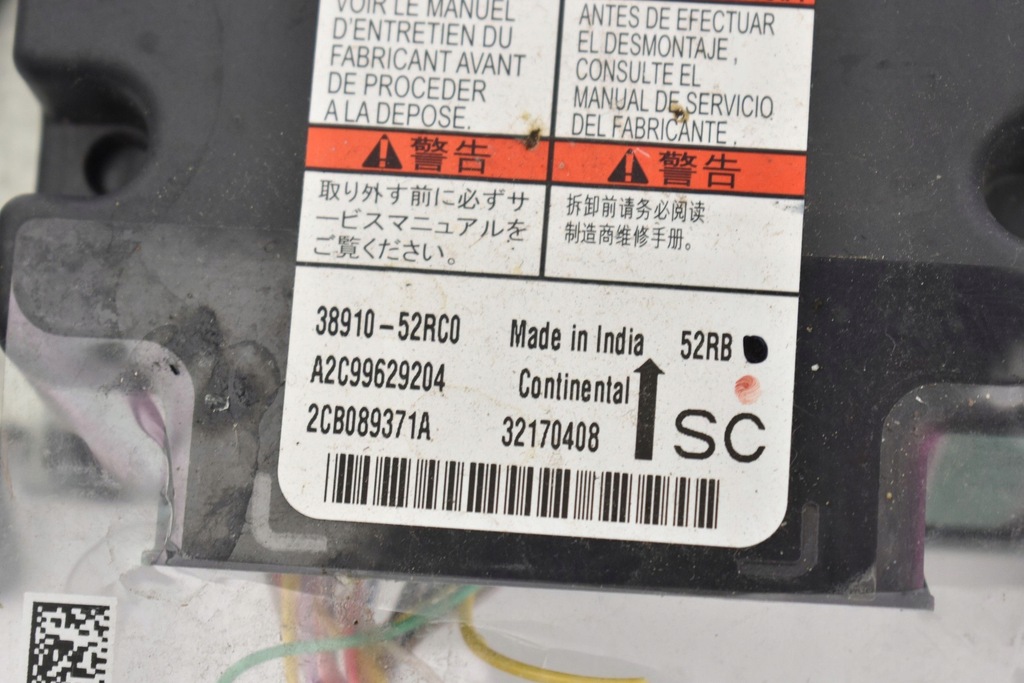 VOIR LE MANUEL
D'ENTRETIEN DU
FABRICANT AVANT
DE PROCEDER
A LA DEPOSE.
ANTES DE EFECTUAR
EL DESMONTAJE,
CONSULTE EL
MANUAL DE SERVICIO
DEL FABRICANTE.
警告
取り外す前に必ずサ
ービスマニュアルを
ご覧ください。
警告
拆卸前请务必阅读
制造商维修手册。
38910-52RC0 Made in India 52RB
A2C99629204 Continental
2CB089371A 32170408 SC